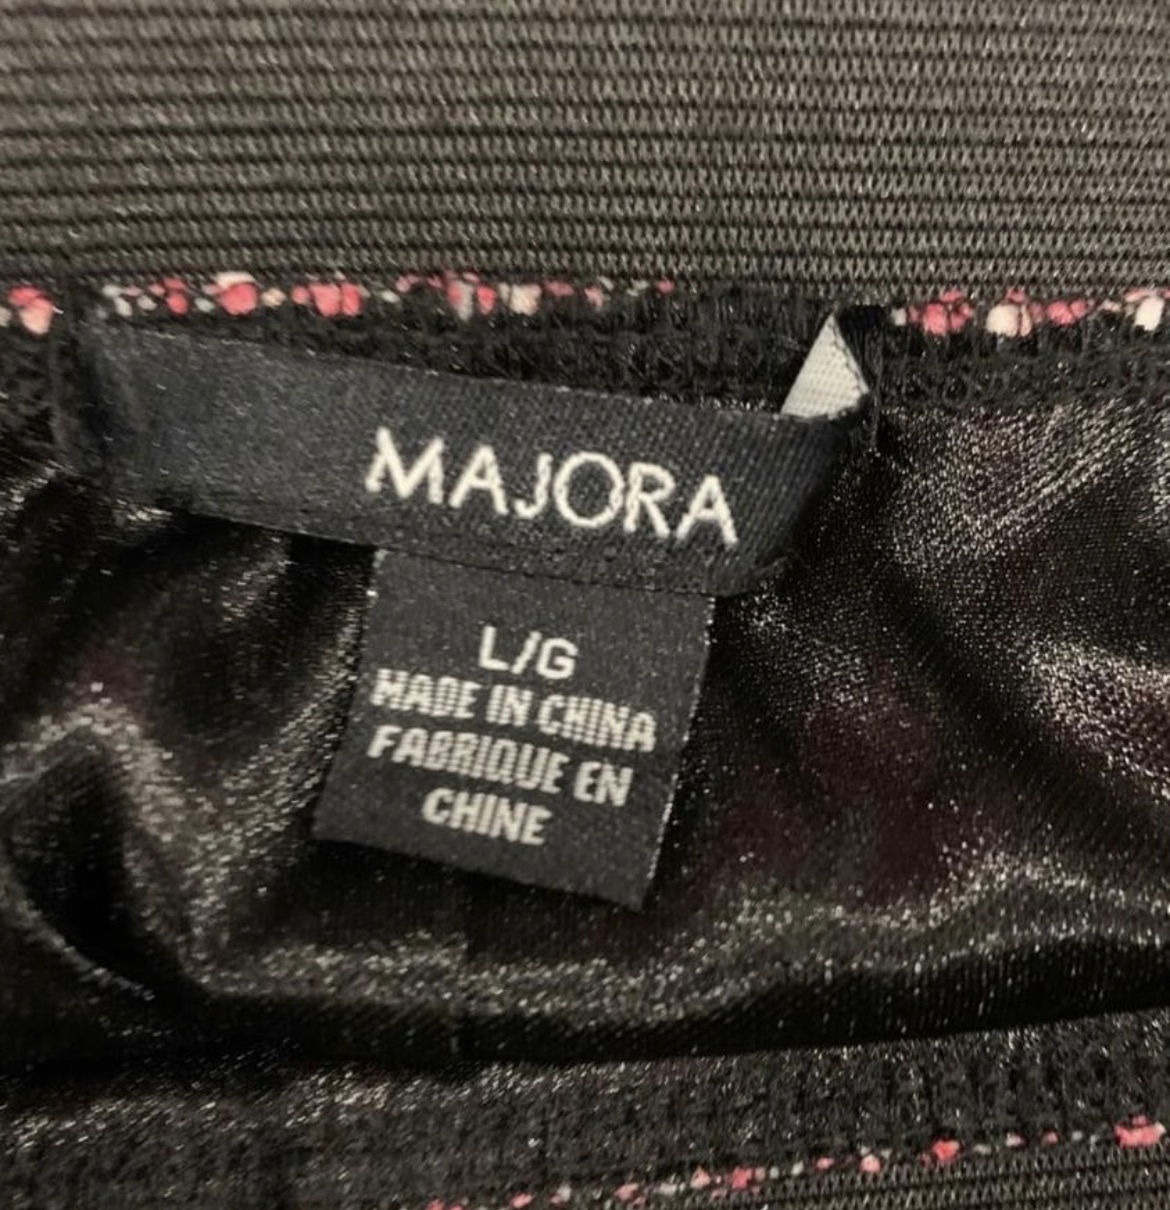 MAJORA
L/G
MADE IN CHINA
FABRIQUE EN
CHINE